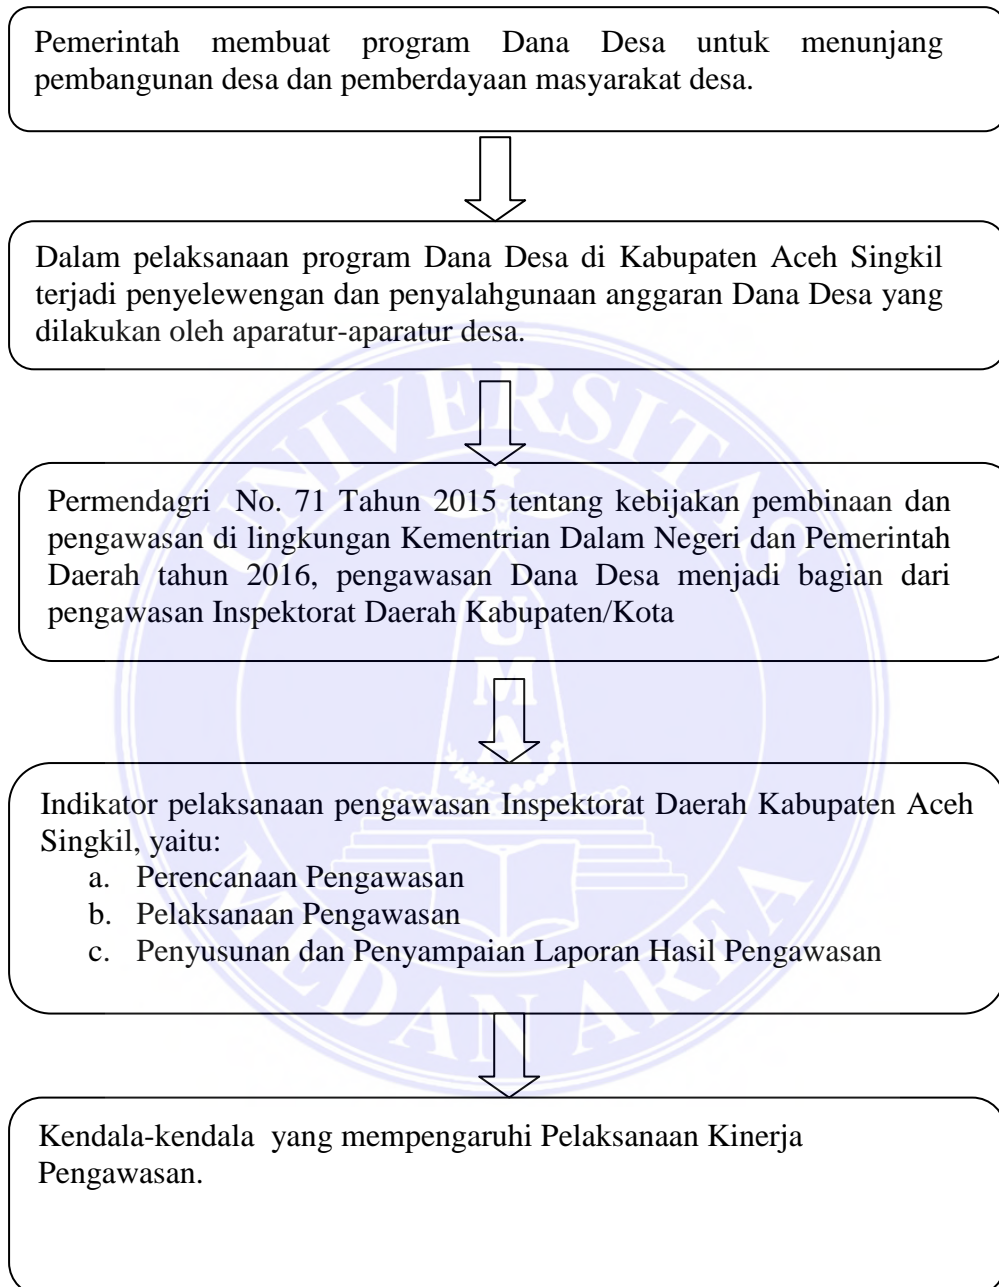 Pemerintah membuat program Dana Desa untuk menunjang
pembangunan desa dan pemberdayaan masyarakat desa.
Dalam pelaksanaan program Dana Desa di Kabupaten Aceh Singkil
terjadi penyelewengan dan penyalahgunaan anggaran Dana Desa yang
dilakukan oleh aparatur-aparatur desa.
Permendagri No. 71 Tahun 2015 tentang kebijakan pembinaan dan
pengawasan di lingkungan Kementrian Dalam Negeri dan Pemerintah
Daerah tahun 2016, pengawasan Dana Desa menjadi bagian dari
pengawasan Inspektorat Daerah Kabupaten/Kota
Indikator pelaksanaan pengawasan Inspektorat Daerah Kabupaten Aceh
Singkil, yaitu:
a. Perencanaan Pengawasan
b. Pelaksanaan Pengawasan
c. Penyusunan dan Penyampaian Laporan Hasil Pengawasan
Kendala-kendala yang mempengaruhi Pelaksanaan Kinerja
Pengawasan.
UNIVERSITAS
MEDAN AREA
U
M
A